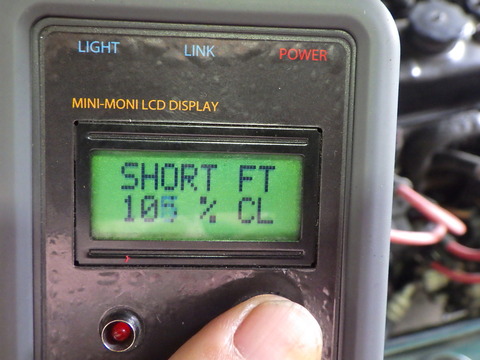 LIGHT LINK POWER
MINI-MONI LCD DISPLAY
SHORT FT
105 % CL